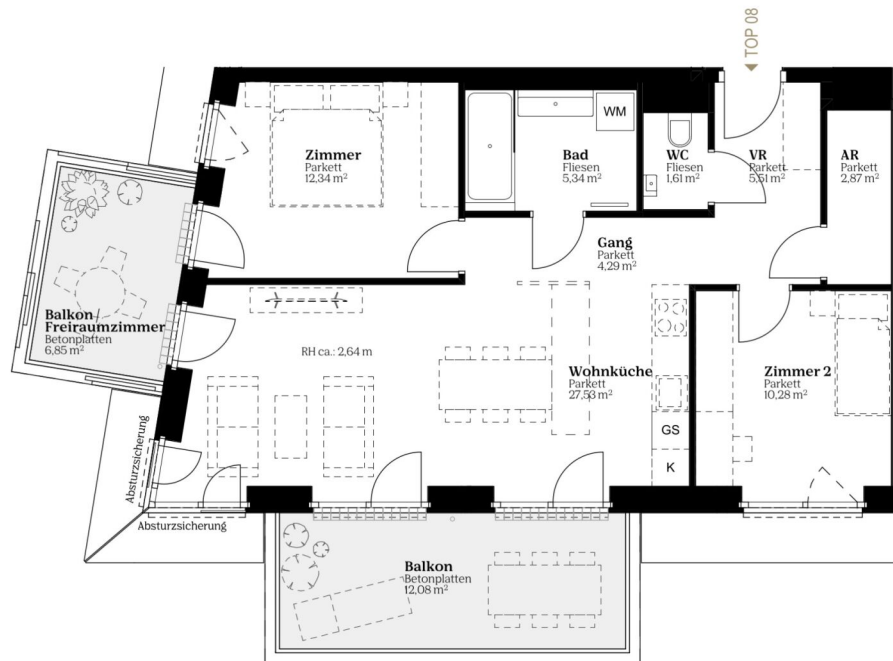 TOP 08
Zimmer
Parkett
12,34 m²
Bad
Fliesen
5,34 m²
WM
WC
Fliesen
1,61 m²
VR
Parkett
5,51 m²
AR
Parkett
2,87 m²
Gang
Parkett
4,29 m²
Balkon
Freiraumzimmer
Betonplatten
6,85 m²
RH ca.: 2,64 m
Wohnküche
Parkett
27,53 m²
Zimmer 2
Parkett
10,28 m²
GS
K
Absturzsicherung
Absturzsicherung
Balkon
Betonplatten
12,08 m²